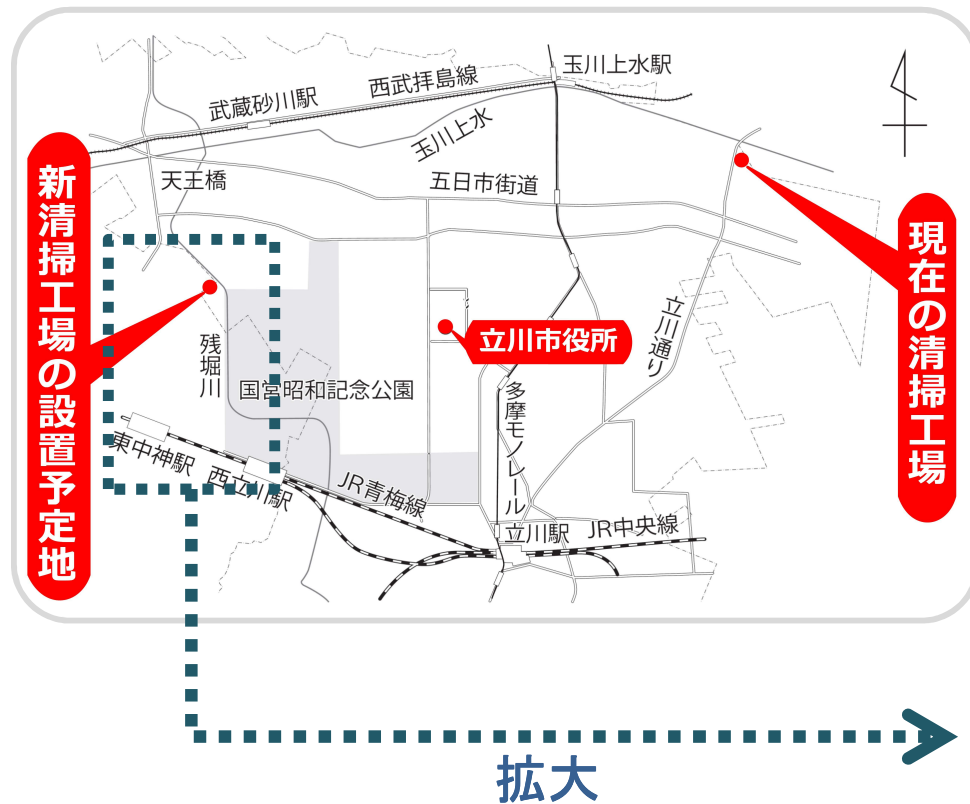 玉川上水駅
西武拝島線
武蔵砂川駅
玉川上水
天王橋
五日市街道
新清掃工場の設置予定地
現在の清掃工場
立川通り
立川市役所
残堀川
国営昭和記念公園
多摩モノレール
東中神駅
西立川駅
JR青梅線
立川駅
JR中央線
拡大